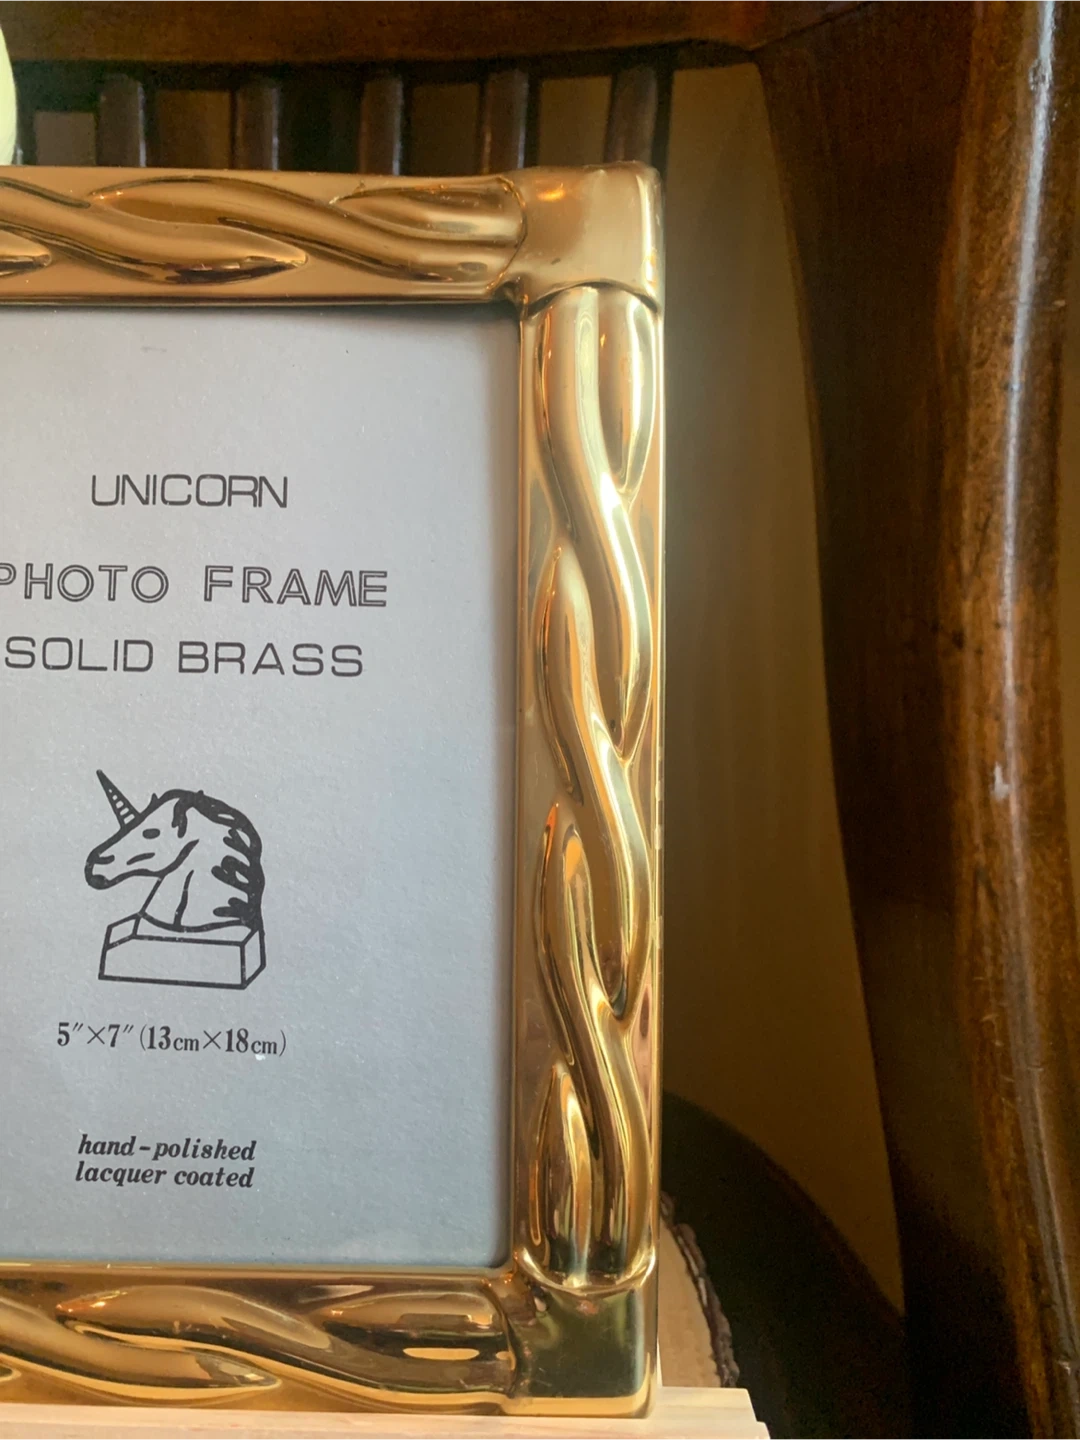 UNICORN
PHOTO FRAME
SOLID BRASS
5″×7″ (13cm×18cm)
hand-polished
lacquer coated